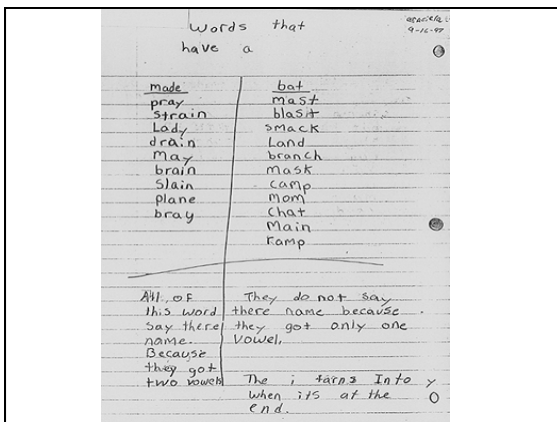 Words that
have a
9-16-97
made
pray
strain
Lady
drain
May
brain
Slain
plane
bray
bat
mast
blast
smack
Land
branch
mask
camp
mom
chat
Main
ramp
All of
this word
say there
name.
Because
they got
two vowels
They do not say
there name because
they got only one
vowel.
The i turns Into y
when its at the
end.